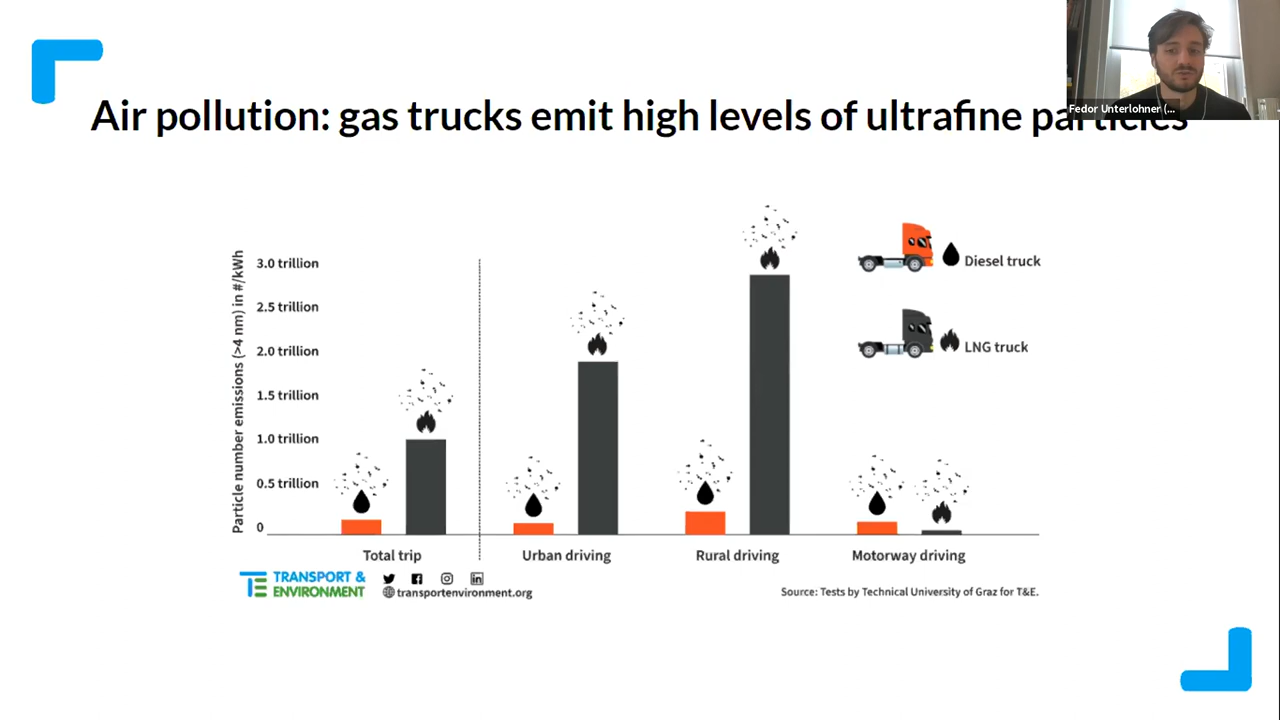 Fedor Unterlohner (...
Air pollution: gas trucks emit high levels of ultrafine particles
Particle number emissions (>4 nm) in #/kWh
3.0 trillion
2.5 trillion
2.0 trillion
1.5 trillion
1.0 trillion
0.5 trillion
0
Diesel truck
LNG truck
Total trip
Urban driving
Rural driving
Motorway driving
TE TRANSPORT &
ENVIRONMENT
transportenvironment.org
Source: Tests by Technical University of Graz for T&E.